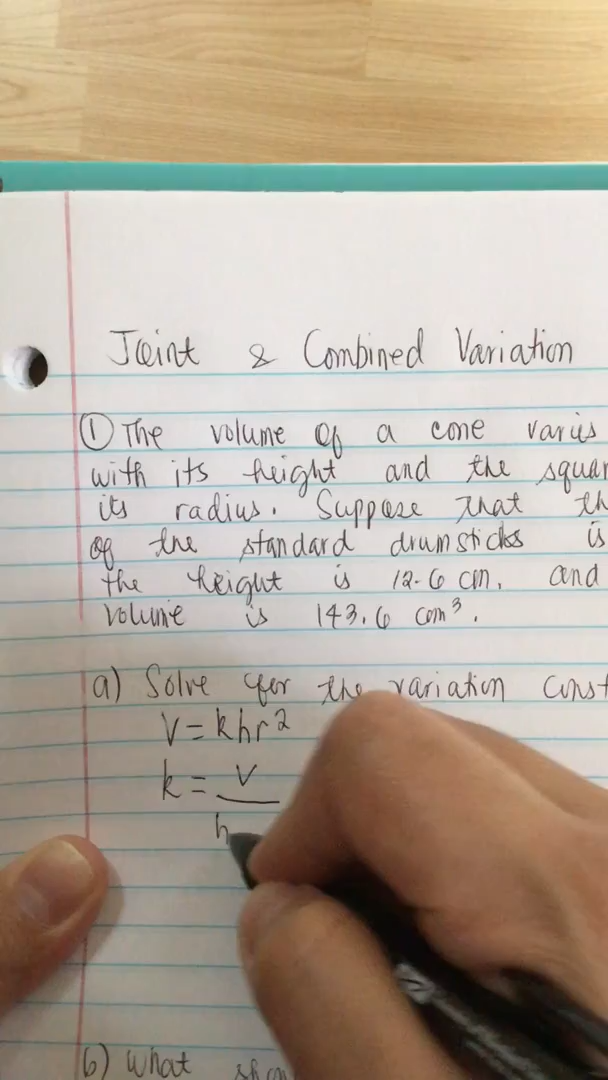 Joint & Combined Variation
① The volume of a cone varies
with its height and the squar
its radius. Suppose that th
of the standard drumsticks is
the height is 12.6 cm, and
volume is 143.6 cm³.
a) Solve for the variation const
V = khr²
k = V
h
b) What